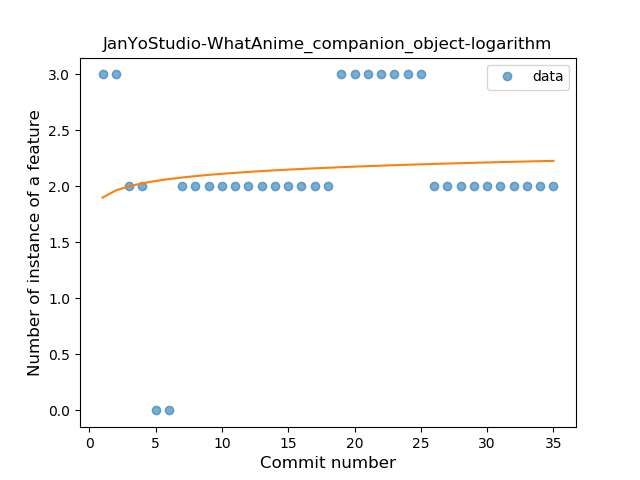 JanYoStudio-WhatAnime_companion_object-logarithm
data
Number of instance of a feature
3.0
2.5
2.0
1.5
1.0
0.5
0.0
0 5 10 15 20 25 30 35
Commit number